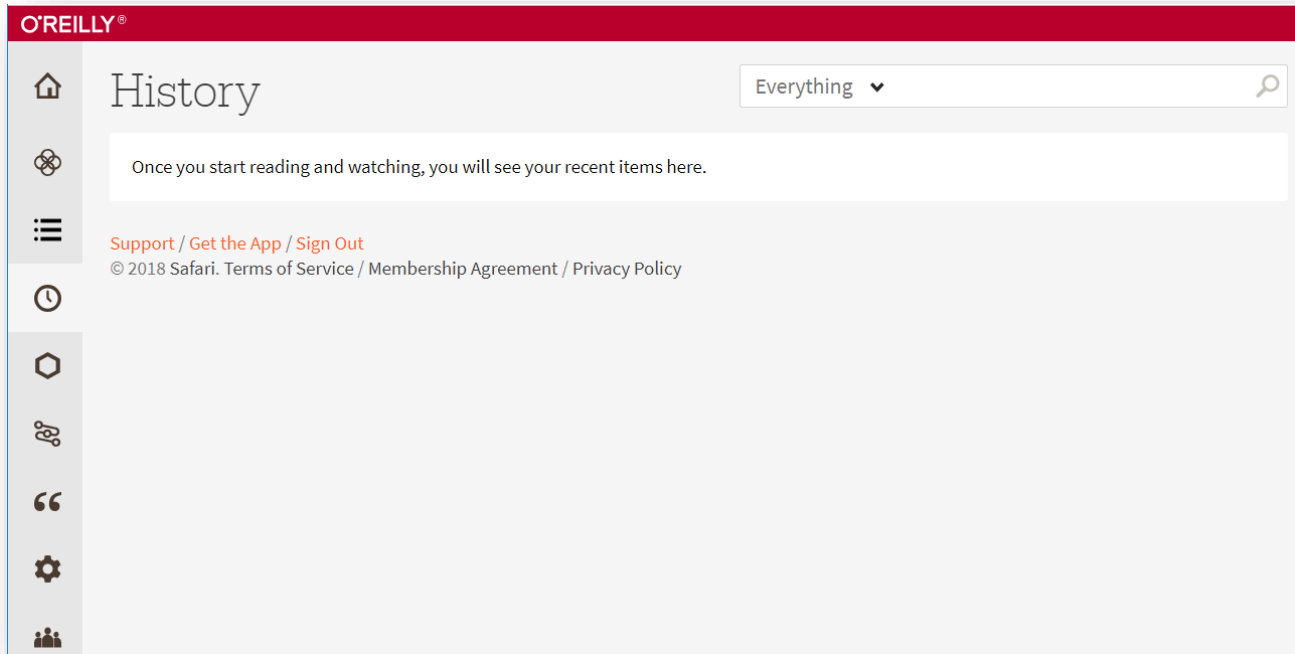 O'REILLY®
History
Everything
Once you start reading and watching, you will see your recent items here.
Support / Get the App / Sign Out
© 2018 Safari. Terms of Service / Membership Agreement / Privacy Policy